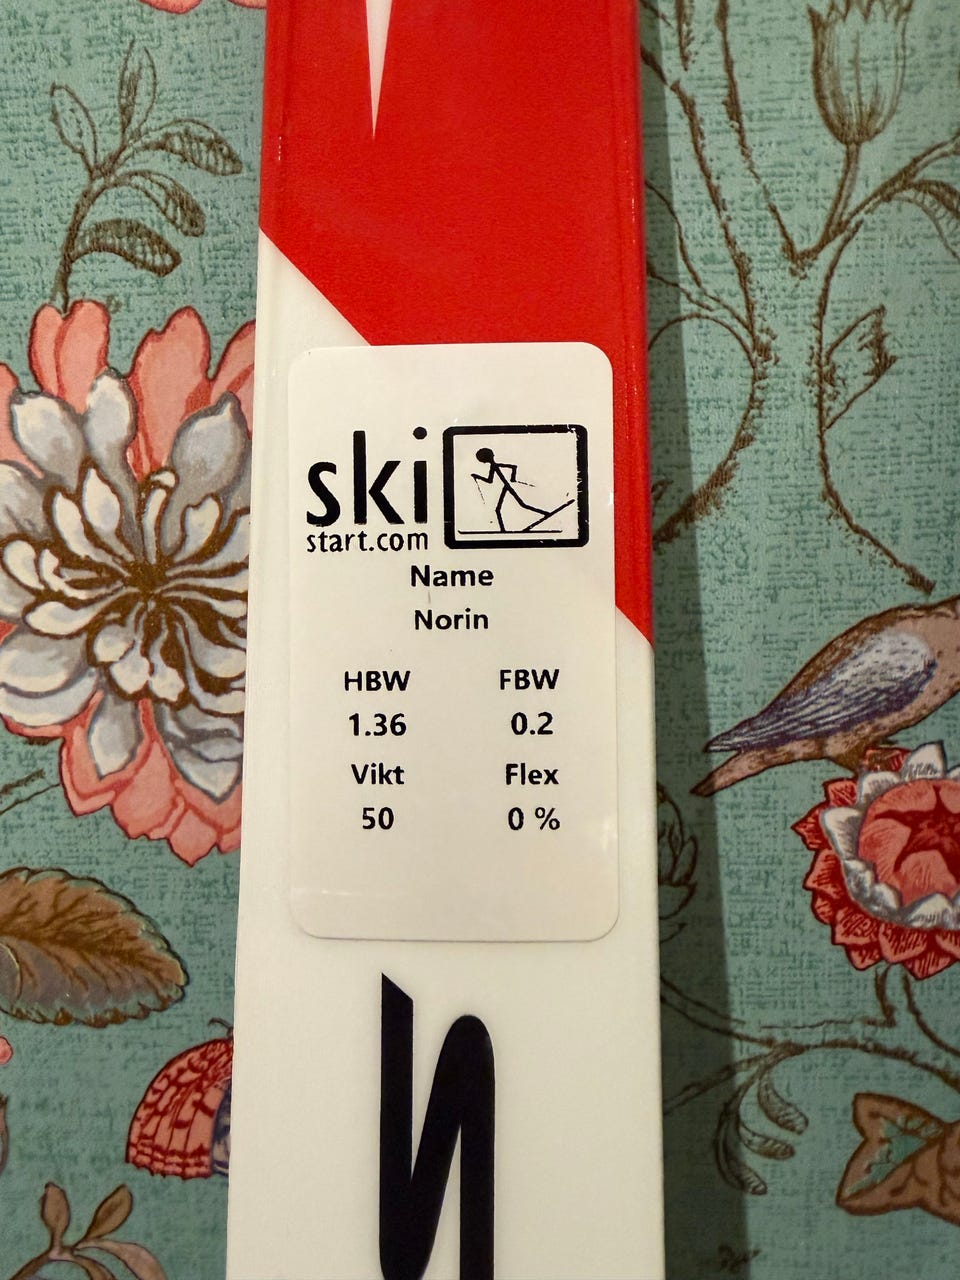 ski
start.com
Name
Norin
HBW FBW
1.36 0.2
Vikt Flex
50 0 %